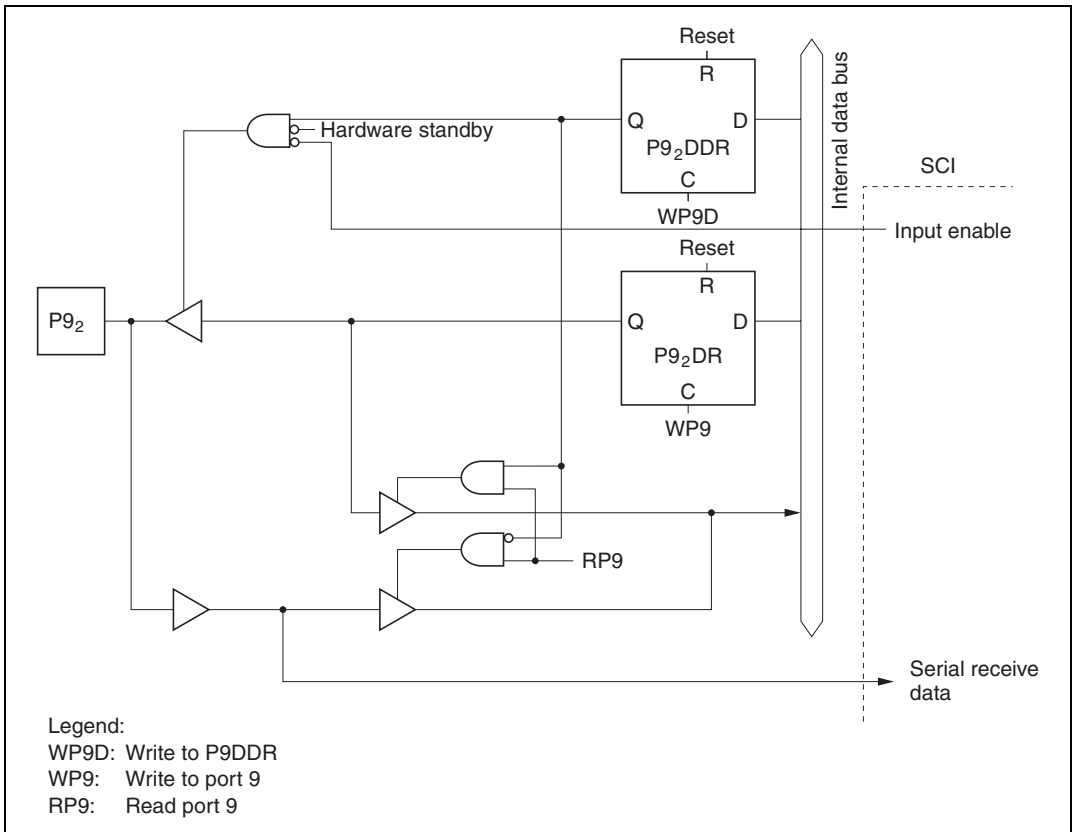 Reset
R
Hardware standby
Q
D
P9₂DDR
C
WP9D
Internal data bus
SCI
Input enable
Reset
R
P9₂
Q
D
P9₂DR
C
WP9
RP9
Serial receive
data
Legend:
WP9D: Write to P9DDR
WP9: Write to port 9
RP9: Read port 9